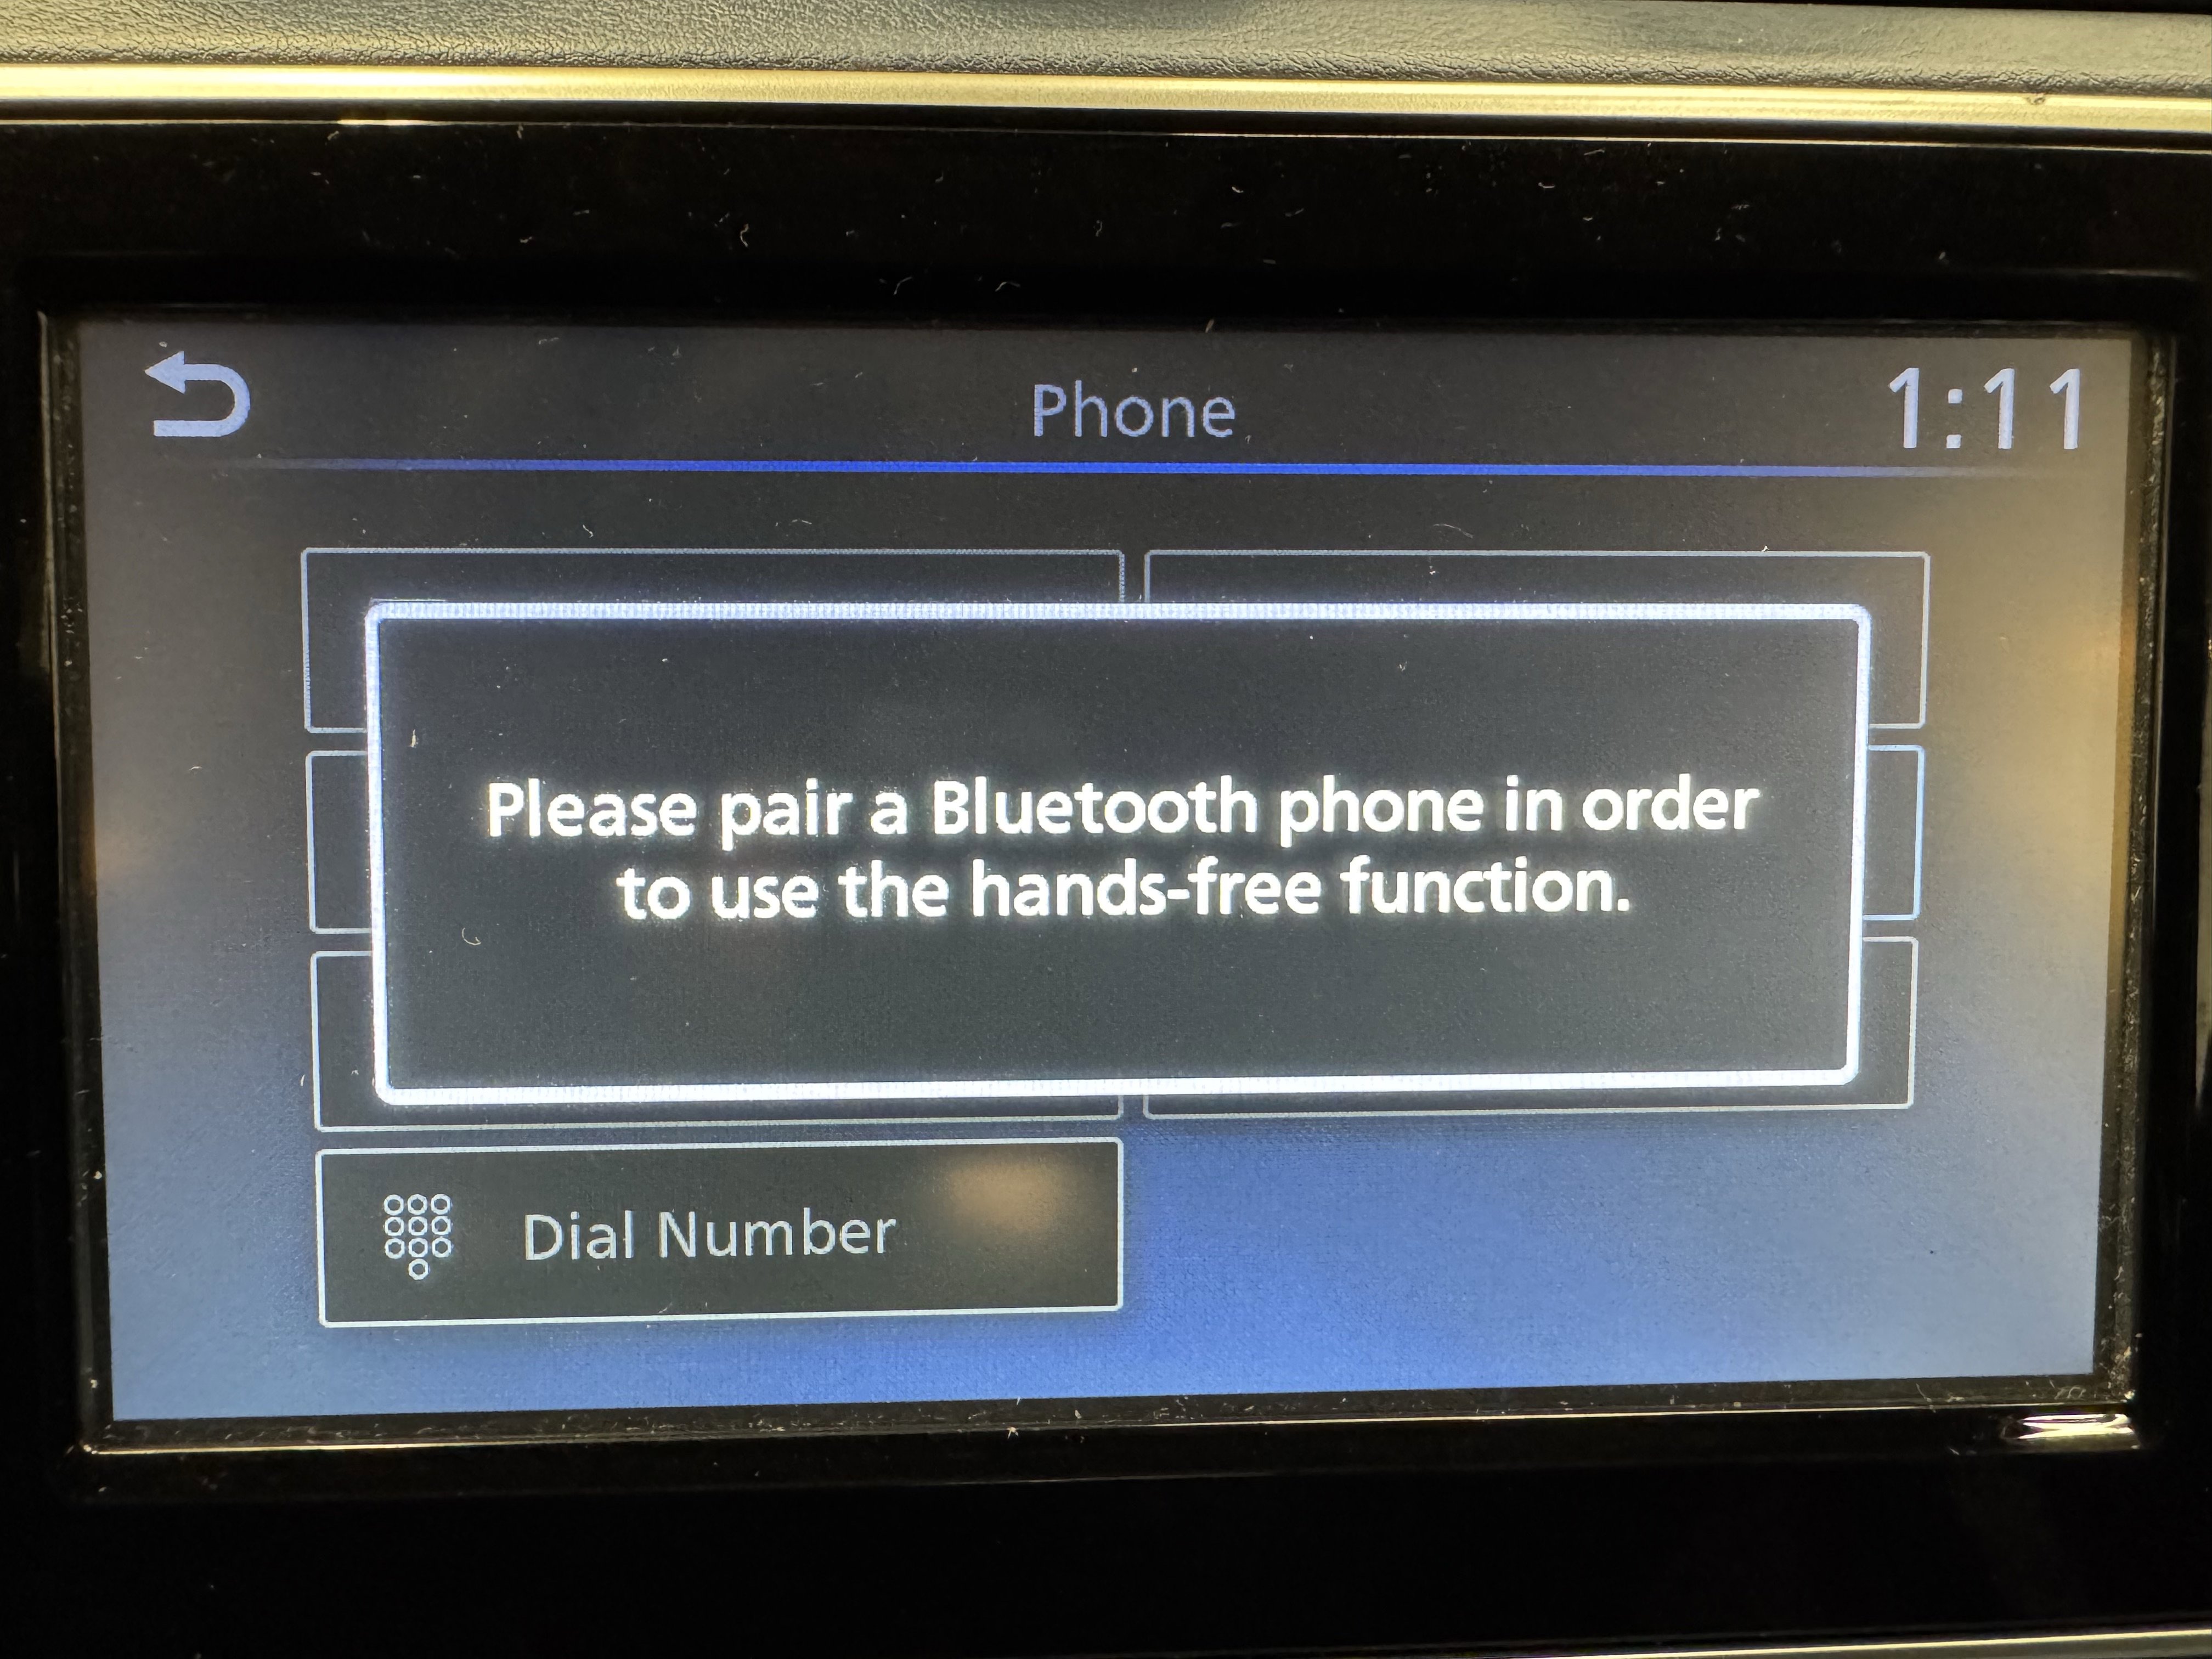 Phone
1:11
Please pair a Bluetooth phone in order
to use the hands-free function.
Dial Number